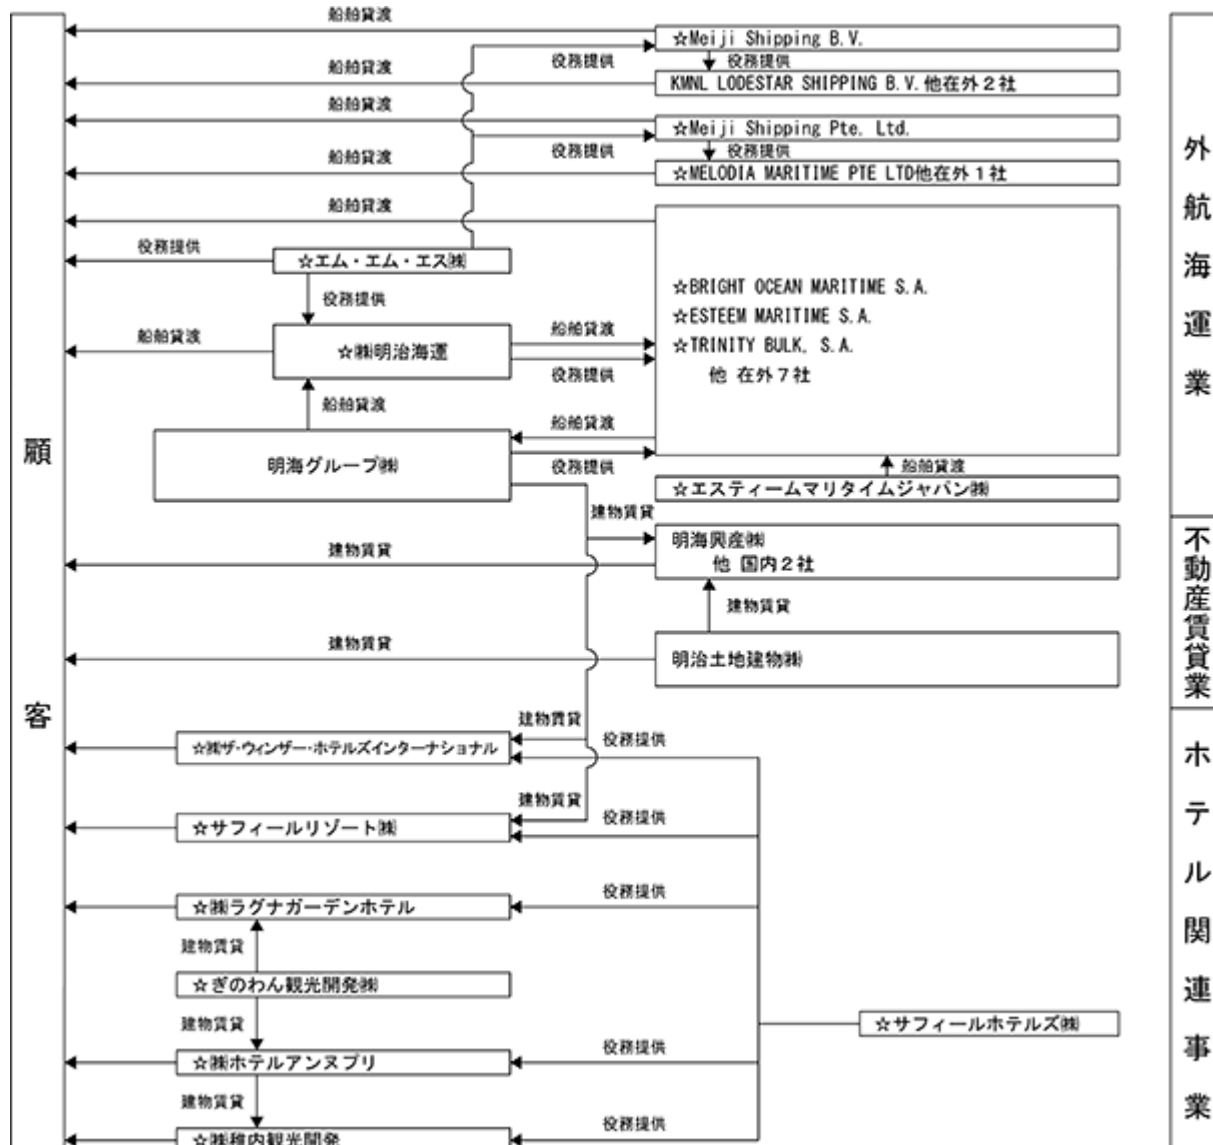 船舶貸渡
☆Meiji Shipping B.V.
役務提供
役務提供
船舶貸渡
KMNL LODESTAR SHIPPING B.V.他在外２社
船舶貸渡
☆Meiji Shipping Pte. Ltd.
役務提供
役務提供
船舶貸渡
☆MELODIA MARITIME PTE LTD他在外１社
船舶貸渡
役務提供
☆エム・エム・エス㈱
役務提供
☆BRIGHT OCEAN MARITIME S.A.
☆ESTEEM MARITIME S.A.
☆TRINITY BULK, S.A.
他 在外７社
船舶貸渡
☆㈱明治海運
船舶貸渡
役務提供
船舶貸渡
明海グループ㈱
船舶貸渡
役務提供
船舶貸渡
☆エスティームマリタイムジャパン㈱
建物賃貸
明海興産㈱
他 国内２社
建物賃貸
建物賃貸
建物賃貸
明治土地建物㈱
建物賃貸
役務提供
☆㈱ザ・ウィンザー・ホテルズインターナショナル
建物賃貸
役務提供
☆サフィールリゾート㈱
役務提供
☆㈱ラグナガーデンホテル
建物賃貸
☆ぎのわん観光開発㈱
建物賃貸
☆サフィールホテルズ㈱
役務提供
☆㈱ホテルアンヌプリ
建物賃貸
役務提供
☆㈱稚内観光開発
顧客
外航海運業
不動産賃貸業
ホテル関連事業